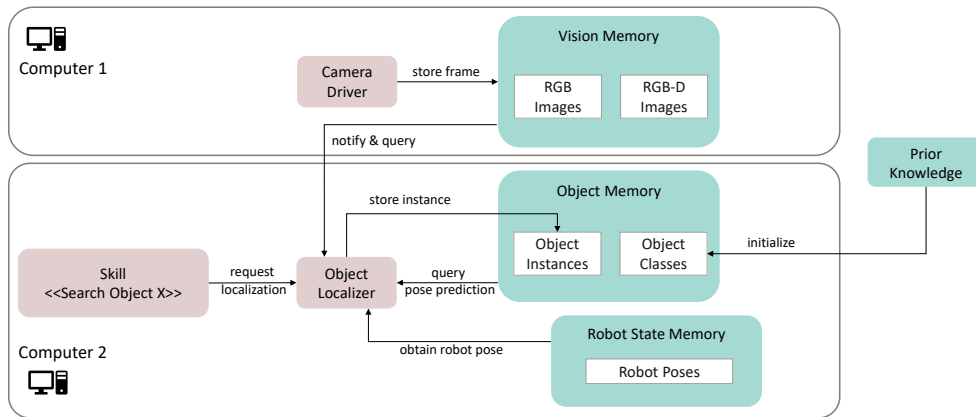 Computer 1
Camera
Driver
store frame
Vision Memory
RGB
Images
RGB-D
Images
notify & query
Prior
Knowledge
Object Memory
store instance
Object
Instances
Object
Classes
initialize
Skill
<<Search Object X>>
request
localization
Object
Localizer
query
pose prediction
Robot State Memory
obtain robot pose
Robot Poses
Computer 2